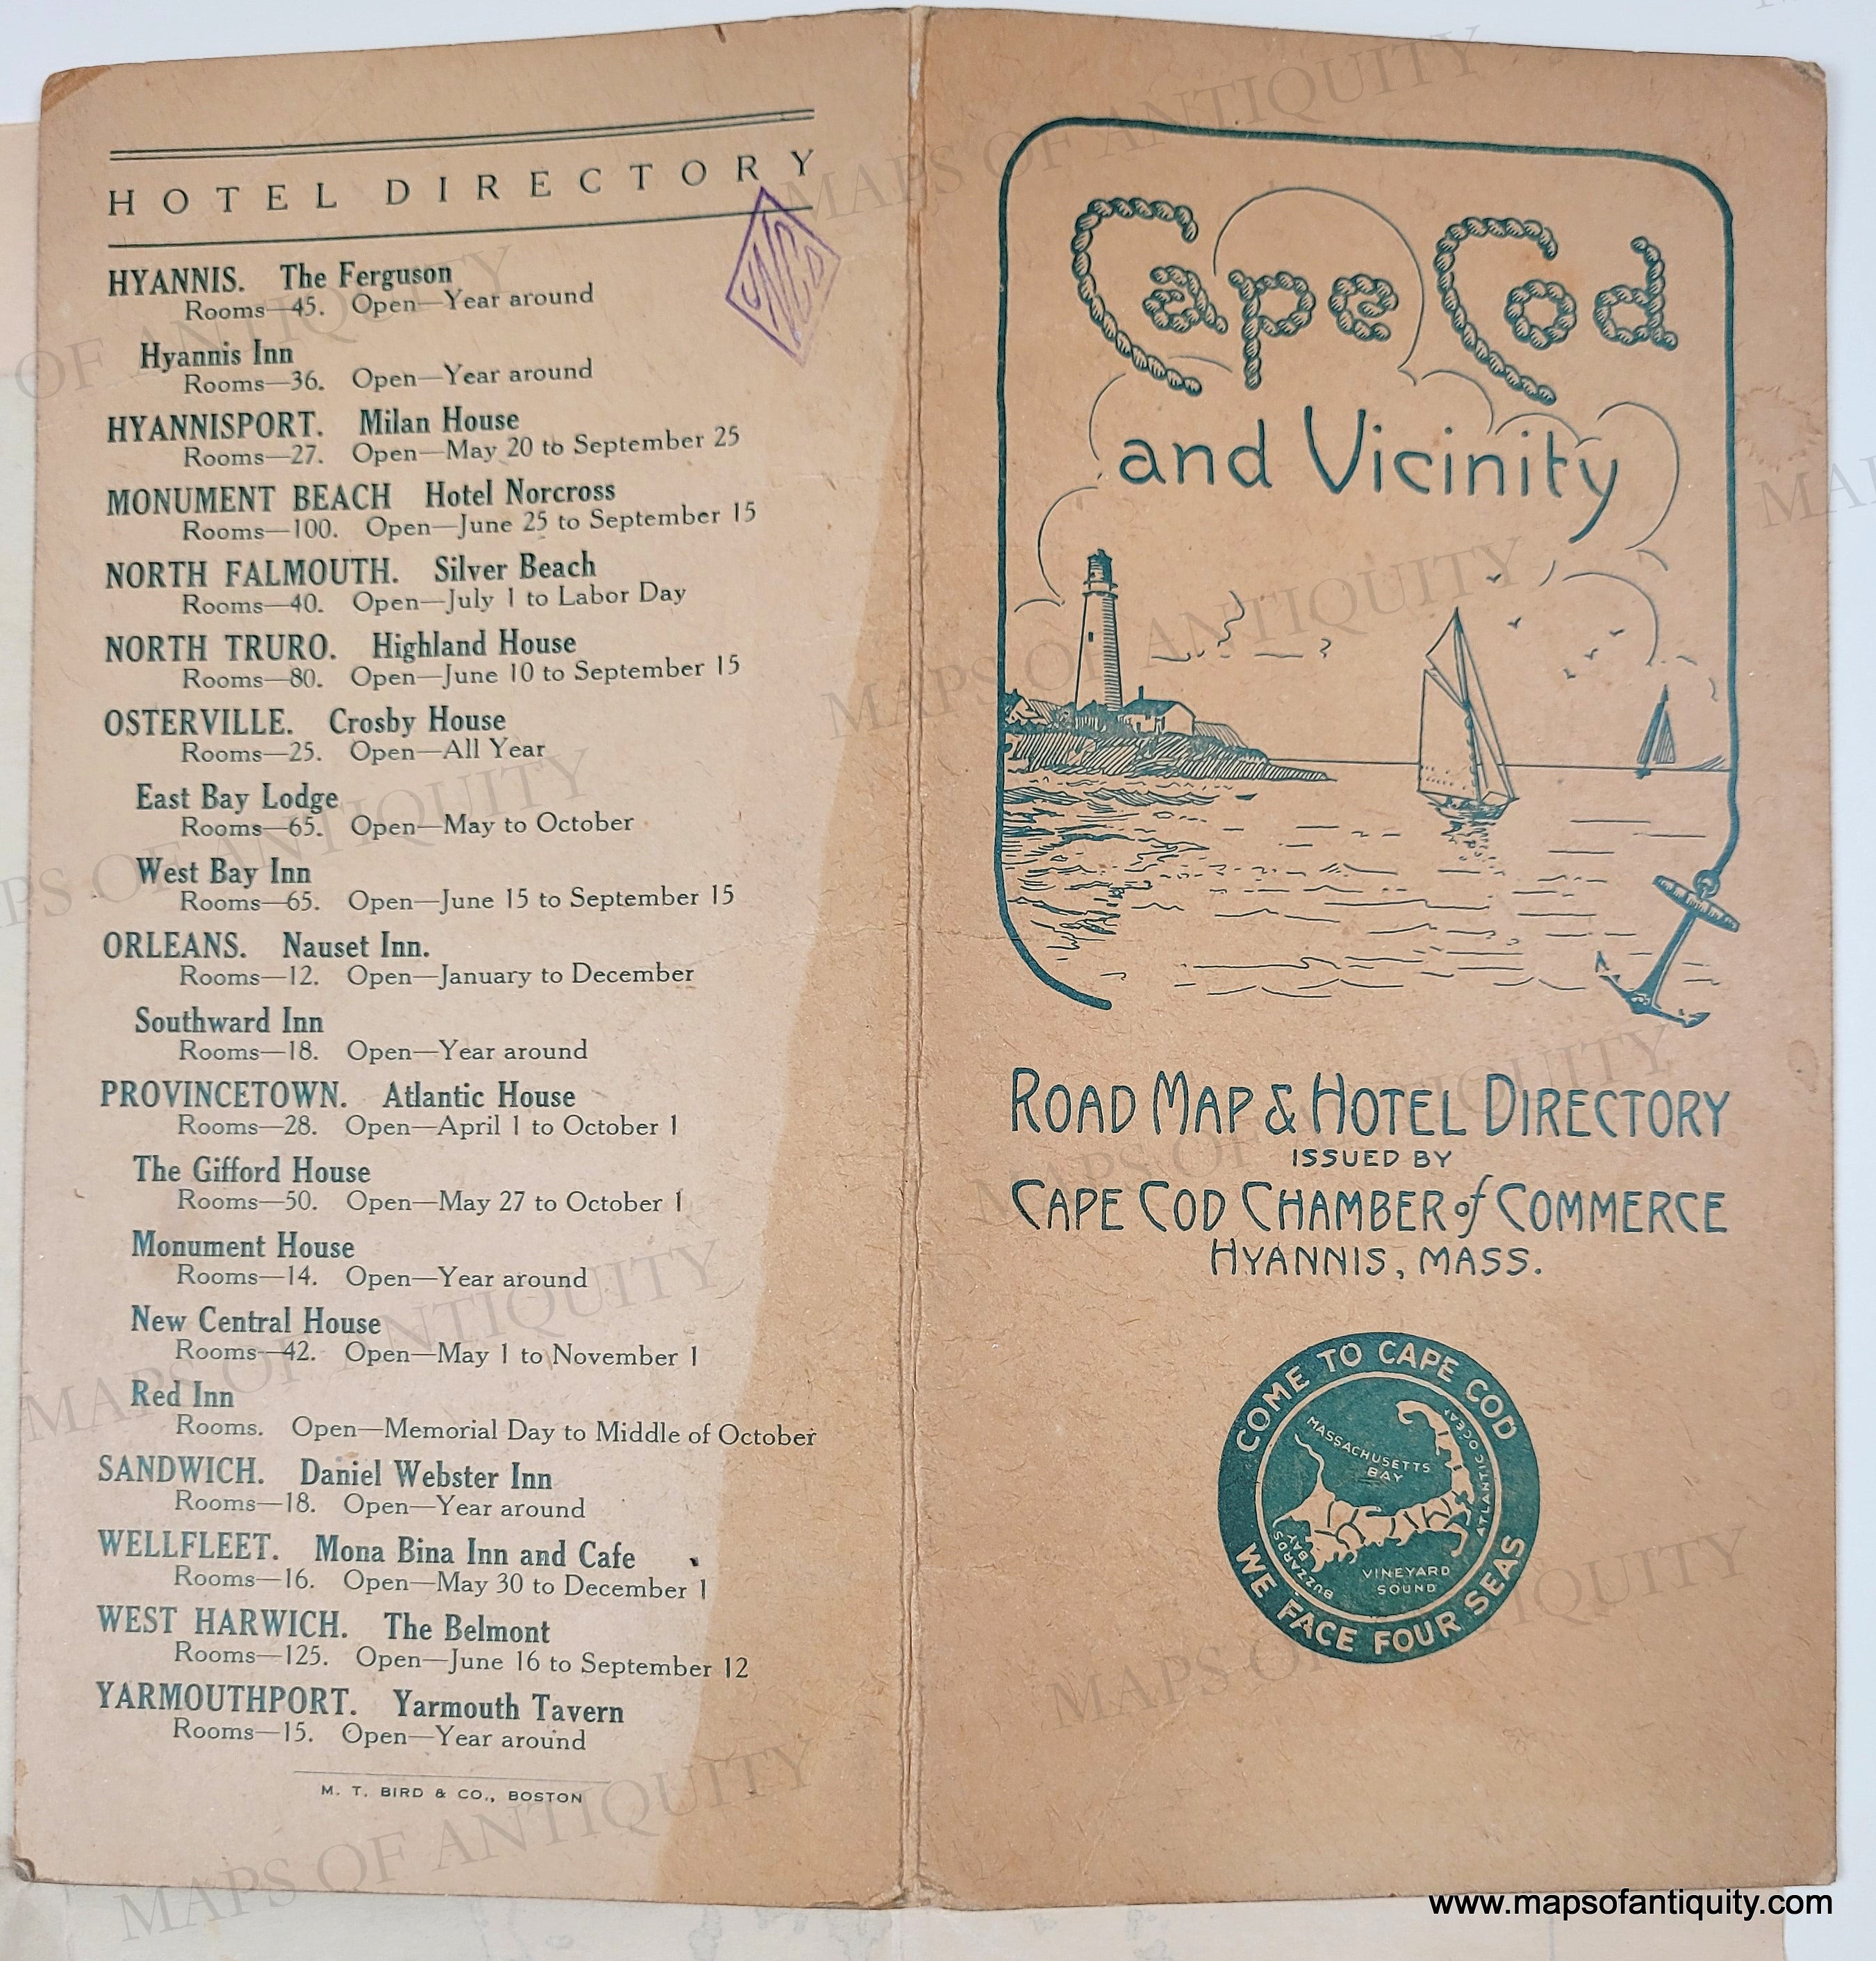 HOTEL DIRECTORY
HYANNIS. The Ferguson
Rooms—45. Open—Year around
Hyannis Inn
Rooms—36. Open—Year around
HYANNISPORT. Milan House
Rooms—27. Open—May 20 to September 25
MONUMENT BEACH Hotel Norcross
Rooms—100. Open—June 25 to September 15
NORTH FALMOUTH. Silver Beach
Rooms—40. Open—July 1 to Labor Day
NORTH TRURO. Highland House
Rooms—80. Open—June 10 to September 15
OSTERVILLE. Crosby House
Rooms—25. Open—All Year
East Bay Lodge
Rooms—65. Open—May to October
West Bay Inn
Rooms—65. Open—June 15 to September 15
ORLEANS. Nauset Inn.
Rooms—12. Open—January to December
Southward Inn
Rooms—18. Open—Year around
PROVINCETOWN. Atlantic House
Rooms—28. Open—April 1 to October 1
The Gifford House
Rooms—50. Open—May 27 to October 1
Monument House
Rooms—14. Open—Year around
New Central House
Rooms—42. Open—May 1 to November 1
Red Inn
Rooms. Open—Memorial Day to Middle of October
SANDWICH. Daniel Webster Inn
Rooms—18. Open—Year around
WELLFLEET. Mona Bina Inn and Cafe
Rooms—16. Open—May 30 to December 1
WEST HARWICH. The Belmont
Rooms—125. Open—June 16 to September 12
YARMOUTHPORT. Yarmouth Tavern
Rooms—15. Open—Year around
M. T. BIRD & CO., BOSTON
Cape Cod
and Vicinity
ROAD MAP & HOTEL DIRECTORY
ISSUED BY
CAPE COD CHAMBER of COMMERCE
HYANNIS, MASS.
COME TO CAPE COD
MASSACHUSETTS
BAY
ATLANTIC OCEAN
BUZZARDS
BAY
VINEYARD
SOUND
WE FACE FOUR SEAS
MAPS OF ANTIQUITY
www.mapsofantiquity.com